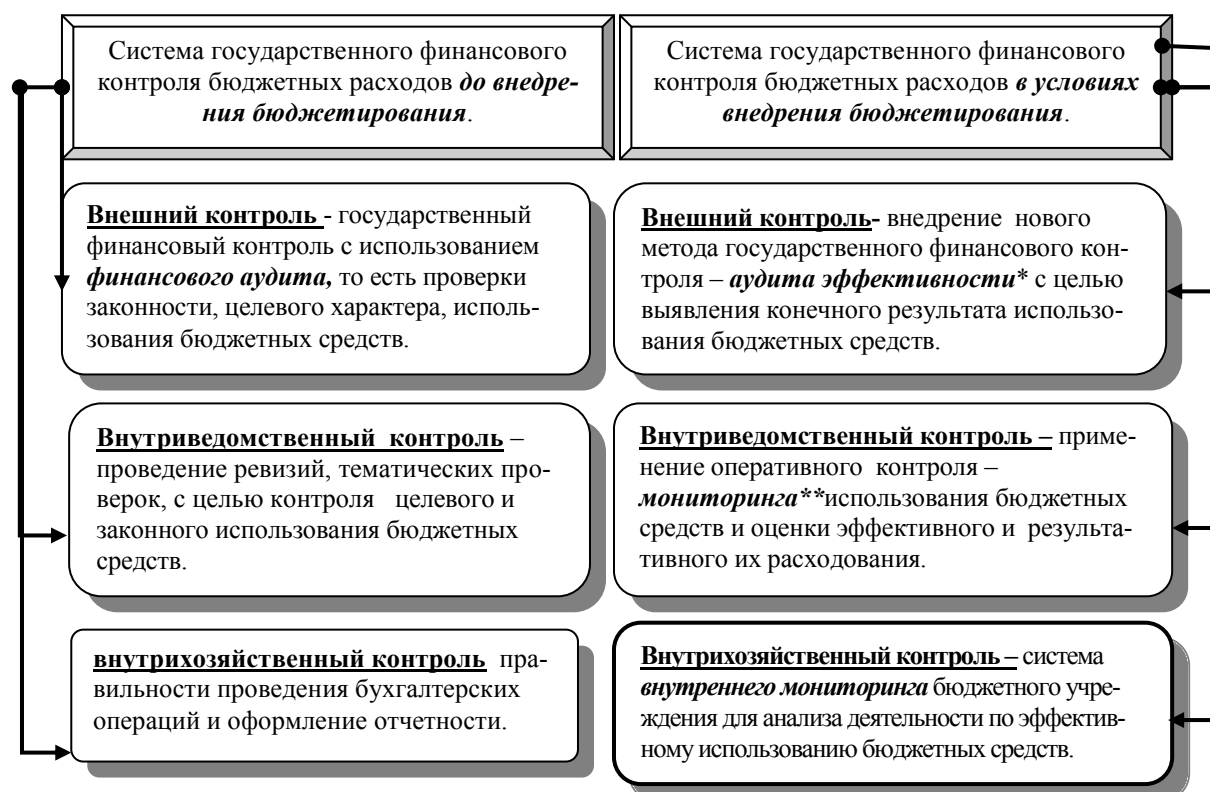 Система государственного финансового
контроля бюджетных расходов до внедре-
ния бюджетирования.
Система государственного финансового
контроля бюджетных расходов в условиях
внедрения бюджетирования.
Внешний контроль - государственный
финансовый контроль с использованием
финансового аудита, то есть проверки
законности, целевого характера, исполь-
зования бюджетных средств.
Внешний контроль- внедрение нового
метода государственного финансового кон-
троля – аудита эффективности* с целью
выявления конечного результата использо-
вания бюджетных средств.
Внутриведомственный контроль –
проведение ревизий, тематических про-
верок, с целью контроля целевого и
законного использования бюджетных
средств.
Внутриведомственный контроль – приме-
нение оперативного контроля –
мониторинга**использования бюджетных
средств и оценки эффективного и результа-
тивного их расходования.
внутрихозяйственный контроль пра-
вильности проведения бухгалтерских
операций и оформление отчетности.
Внутрихозяйственный контроль – система
внутреннего мониторинга бюджетного учре-
ждения для анализа деятельности по эффектив-
ному использованию бюджетных средств.